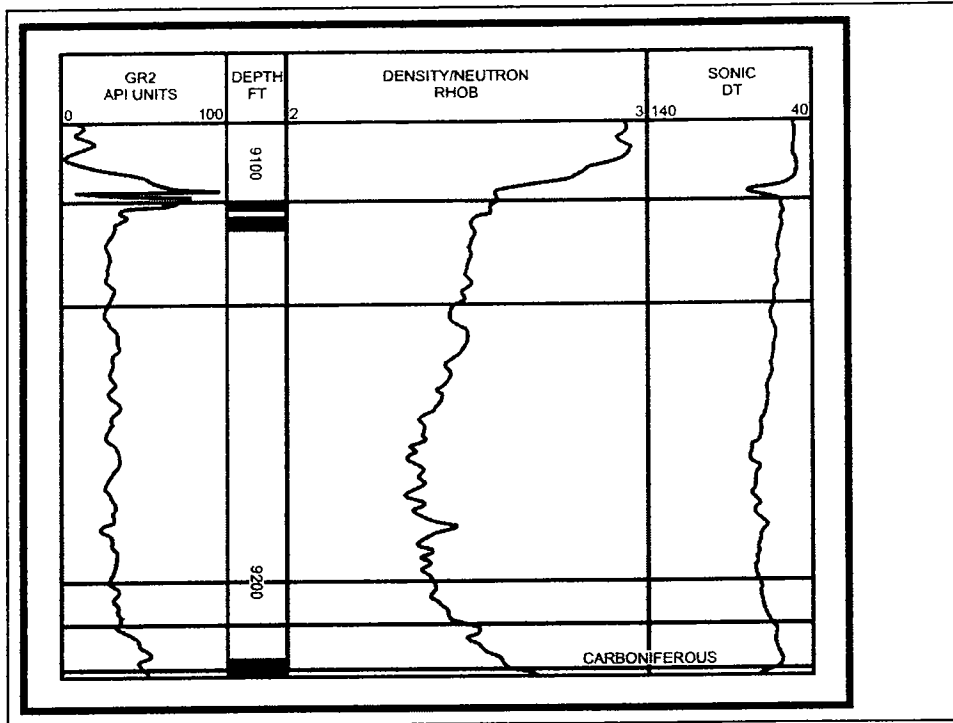 GR2
API UNITS
0 100
DEPTH
FT
DENSITY/NEUTRON
RHOB
2 3
SONIC
DT
140 40
9100
9200
CARBONIFEROUS